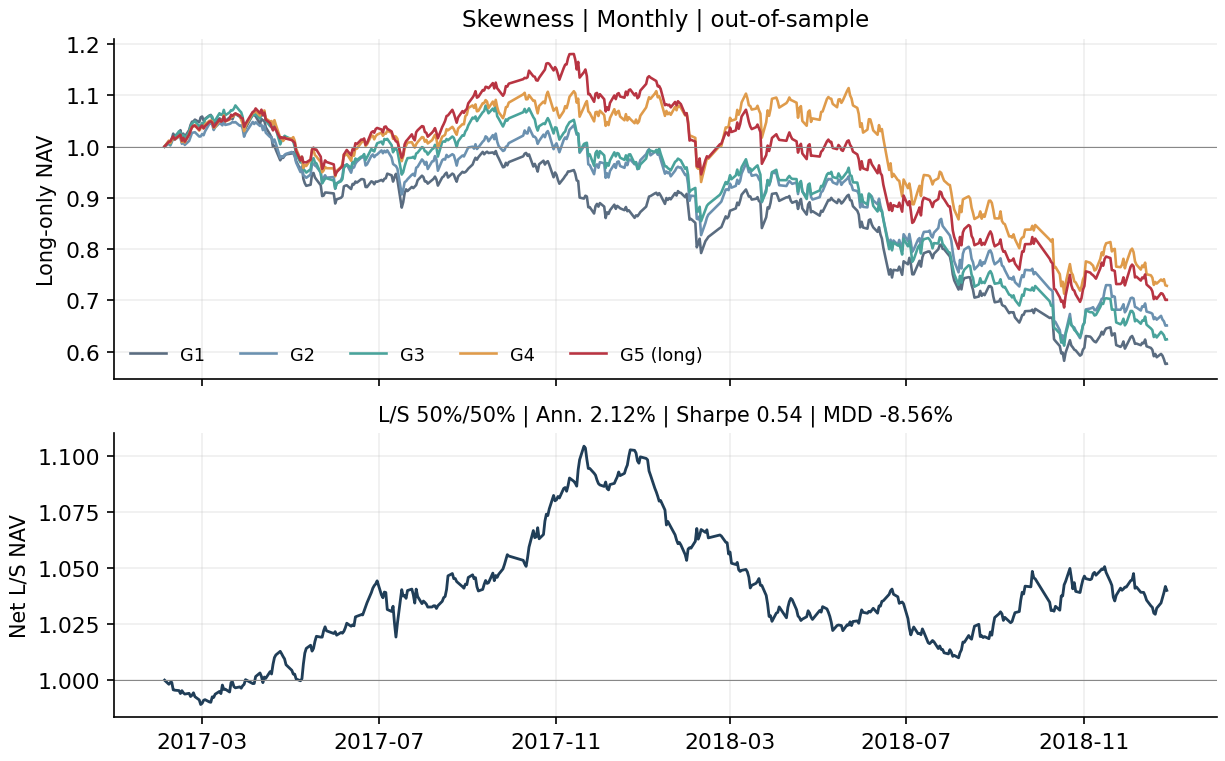 Skewness | Monthly | out-of-sample
Long-only NAV
1.2
1.1
1.0
0.9
0.8
0.7
0.6
G1 G2 G3 G4 G5 (long)
L/S 50%/50% | Ann. 2.12% | Sharpe 0.54 | MDD -8.56%
Net L/S NAV
1.100
1.075
1.050
1.025
1.000
2017-03 2017-07 2017-11 2018-03 2018-07 2018-11